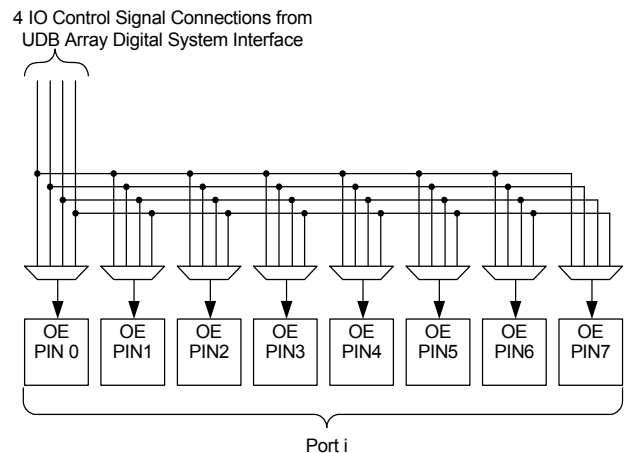 4 IO Control Signal Connections from
UDB Array Digital System Interface
OE
PIN 0
OE
PIN1
OE
PIN2
OE
PIN3
OE
PIN4
OE
PIN5
OE
PIN6
OE
PIN7
Port i